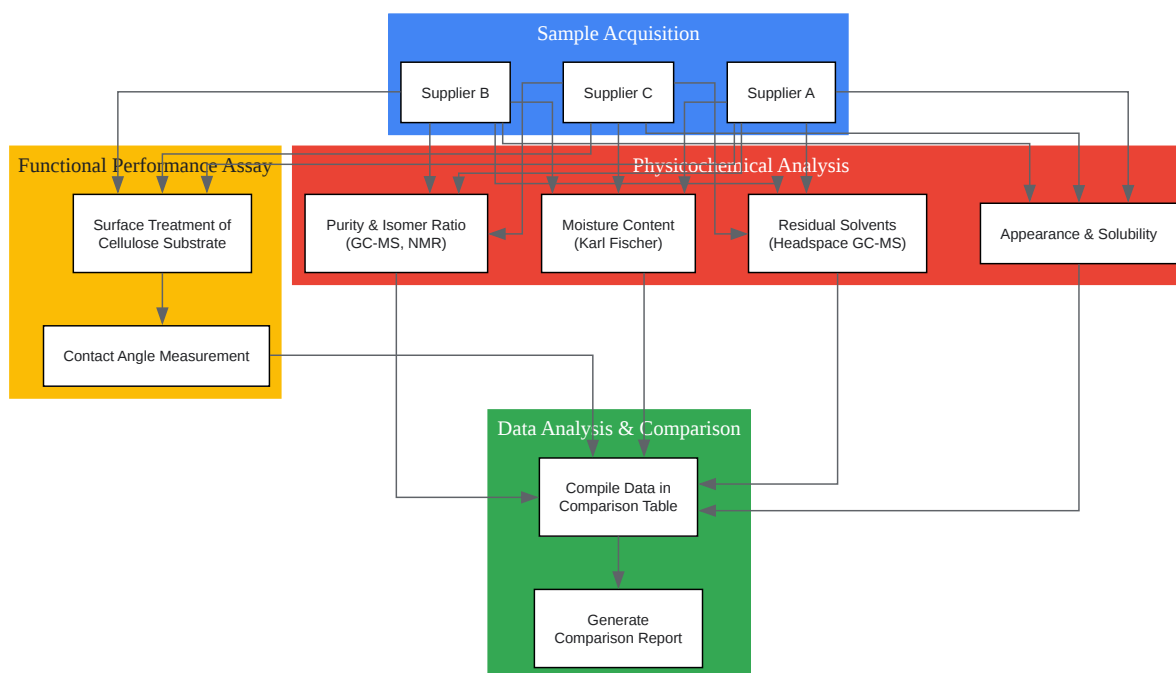 Sample Acquisition
Supplier B
Supplier C
Supplier A
Functional Performance Assay
Physicochemical Analysis
Surface Treatment of
Cellulose Substrate
Purity & Isomer Ratio
(GC-MS, NMR)
Moisture Content
(Karl Fischer)
Residual Solvents
(Headspace GC-MS)
Appearance & Solubility
Contact Angle Measurement
Data Analysis & Comparison
Compile Data in
Comparison Table
Generate
Comparison Report